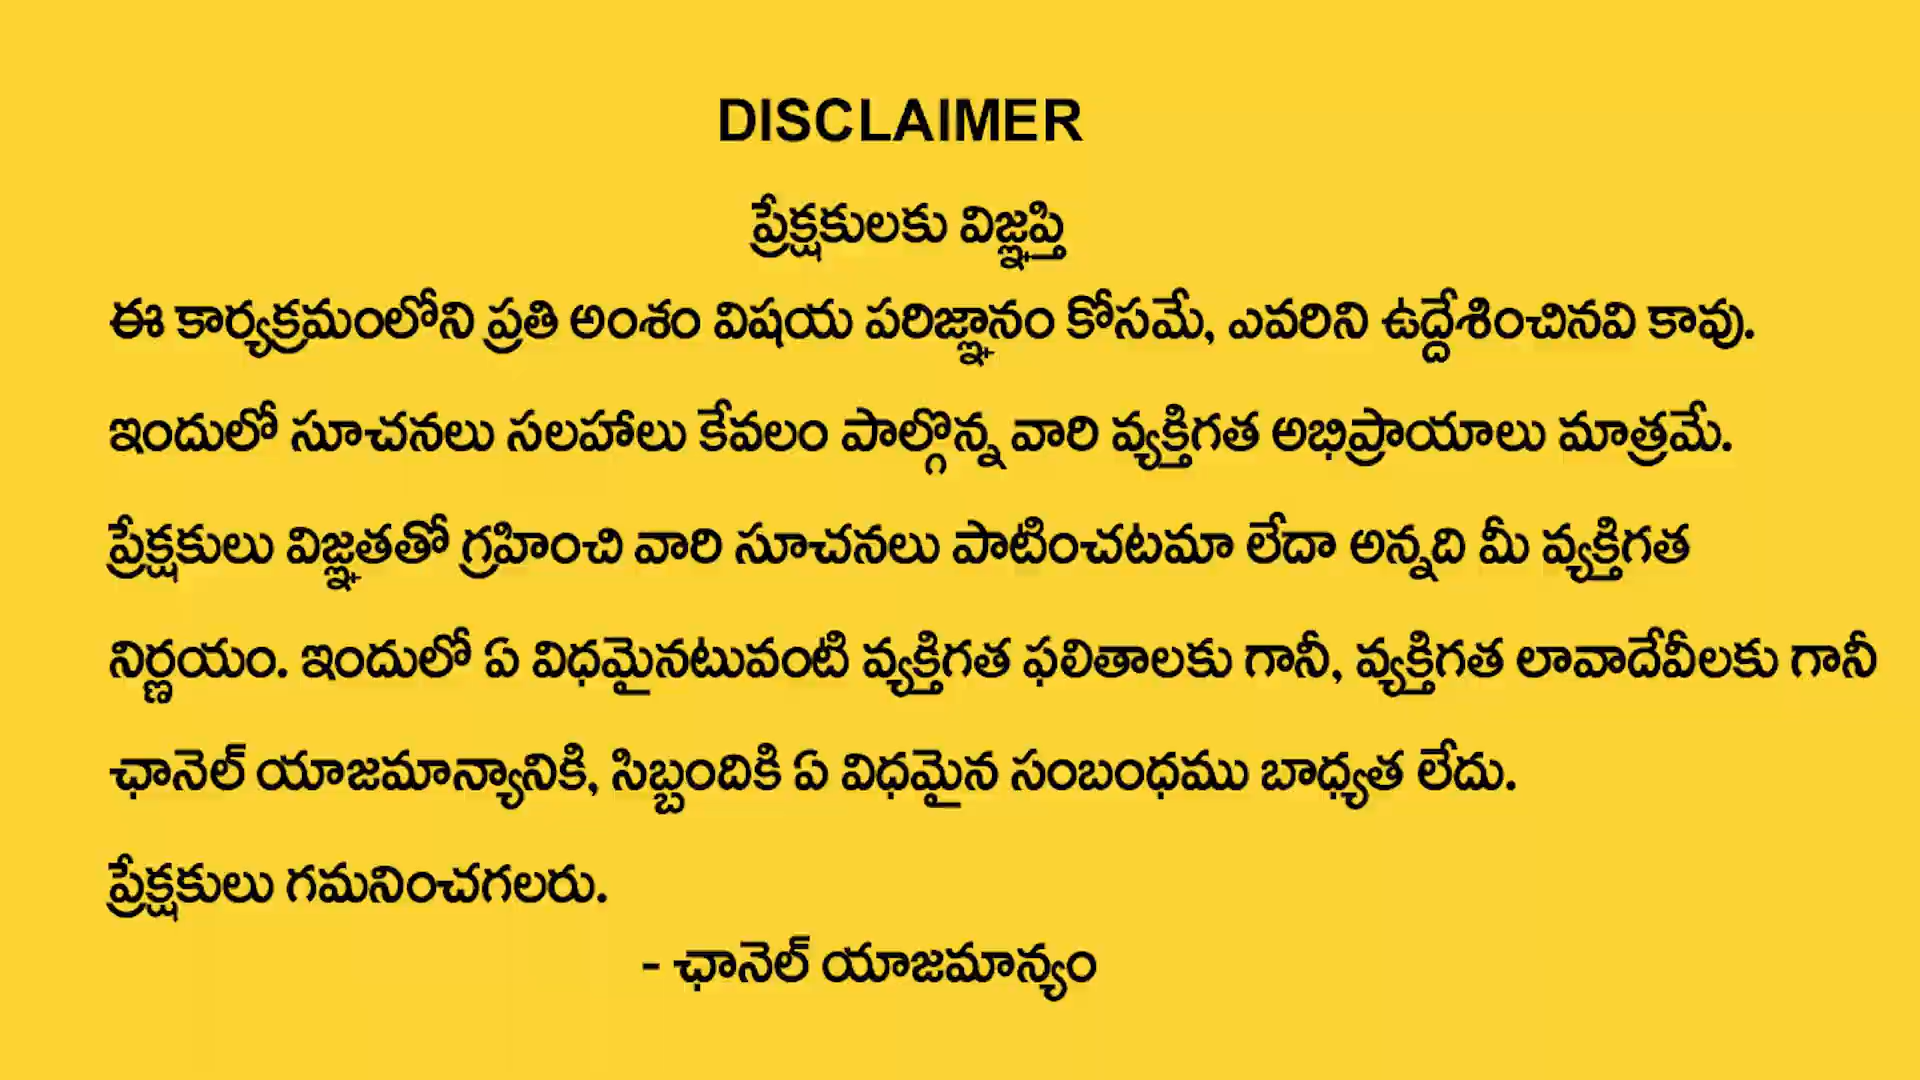 DISCLAIMER
ప్రేక్షకులకు విజ్ఞప్తి
ఈ కార్యక్రమంలోని ప్రతి అంశం విషయ పరిజ్ఞానం కోసమే, ఎవరిని ఉద్దేశించినవి కావు.
ఇందులో సూచనలు సలహాలు కేవలం పాల్గొన్న వారి వ్యక్తిగత అభిప్రాయాలు మాత్రమే.
ప్రేక్షకులు విజ్ఞతతో గ్రహించి వారి సూచనలు పాటించటమా లేదా అన్నది మీ వ్యక్తిగత
నిర్ణయం. ఇందులో ఏ విధమైనటువంటి వ్యక్తిగత ఫలితాలకు గానీ, వ్యక్తిగత లావాదేవీలకు గానీ
ఛానెల్ యాజమాన్యానికి, సిబ్బందికి ఏ విధమైన సంబంధము బాధ్యత లేదు.
ప్రేక్షకులు గమనించగలరు.
- ఛానెల్ యాజమాన్యం